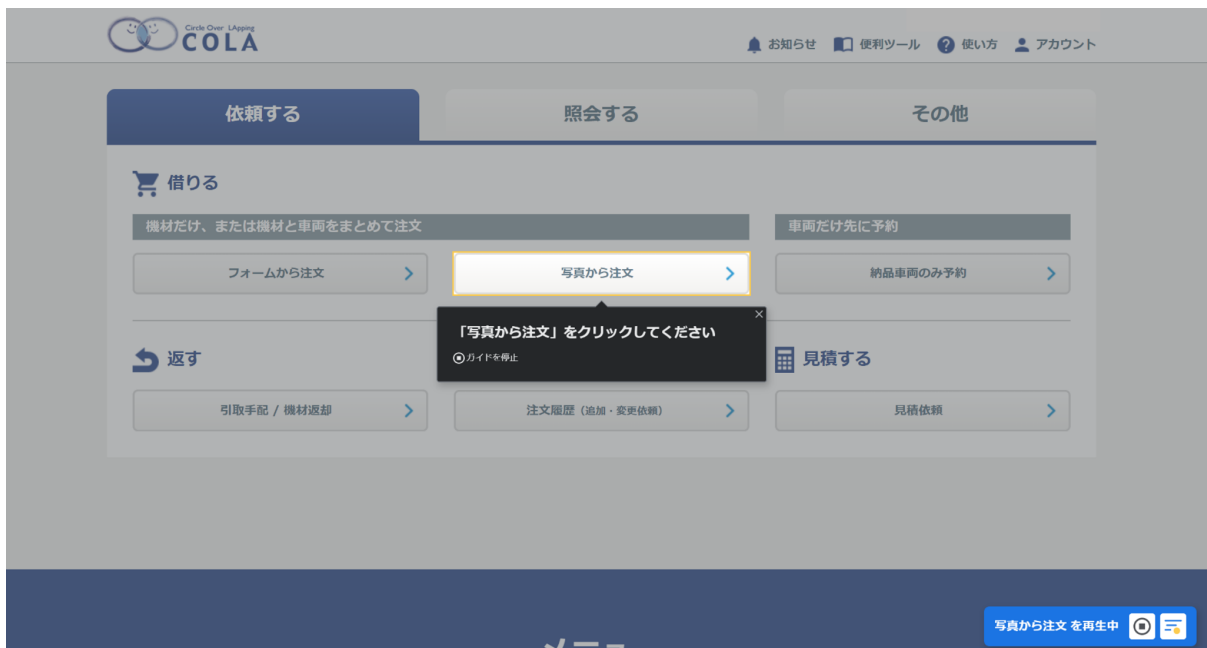 Circle Over LApping
COLA
お知らせ 便利ツール 使い方 アカウント
依頼する 照会する その他
借りる
機材だけ、または機材と車両をまとめて注文 車両だけ先に予約
フォームから注文 写真から注文 納品車両のみ予約
「写真から注文」をクリックしてください
ガイドを停止
返す 見積する
引取手配 / 機材返却 注文履歴（追加・変更依頼） 見積依頼
写真から注文 を再生中
メニュー